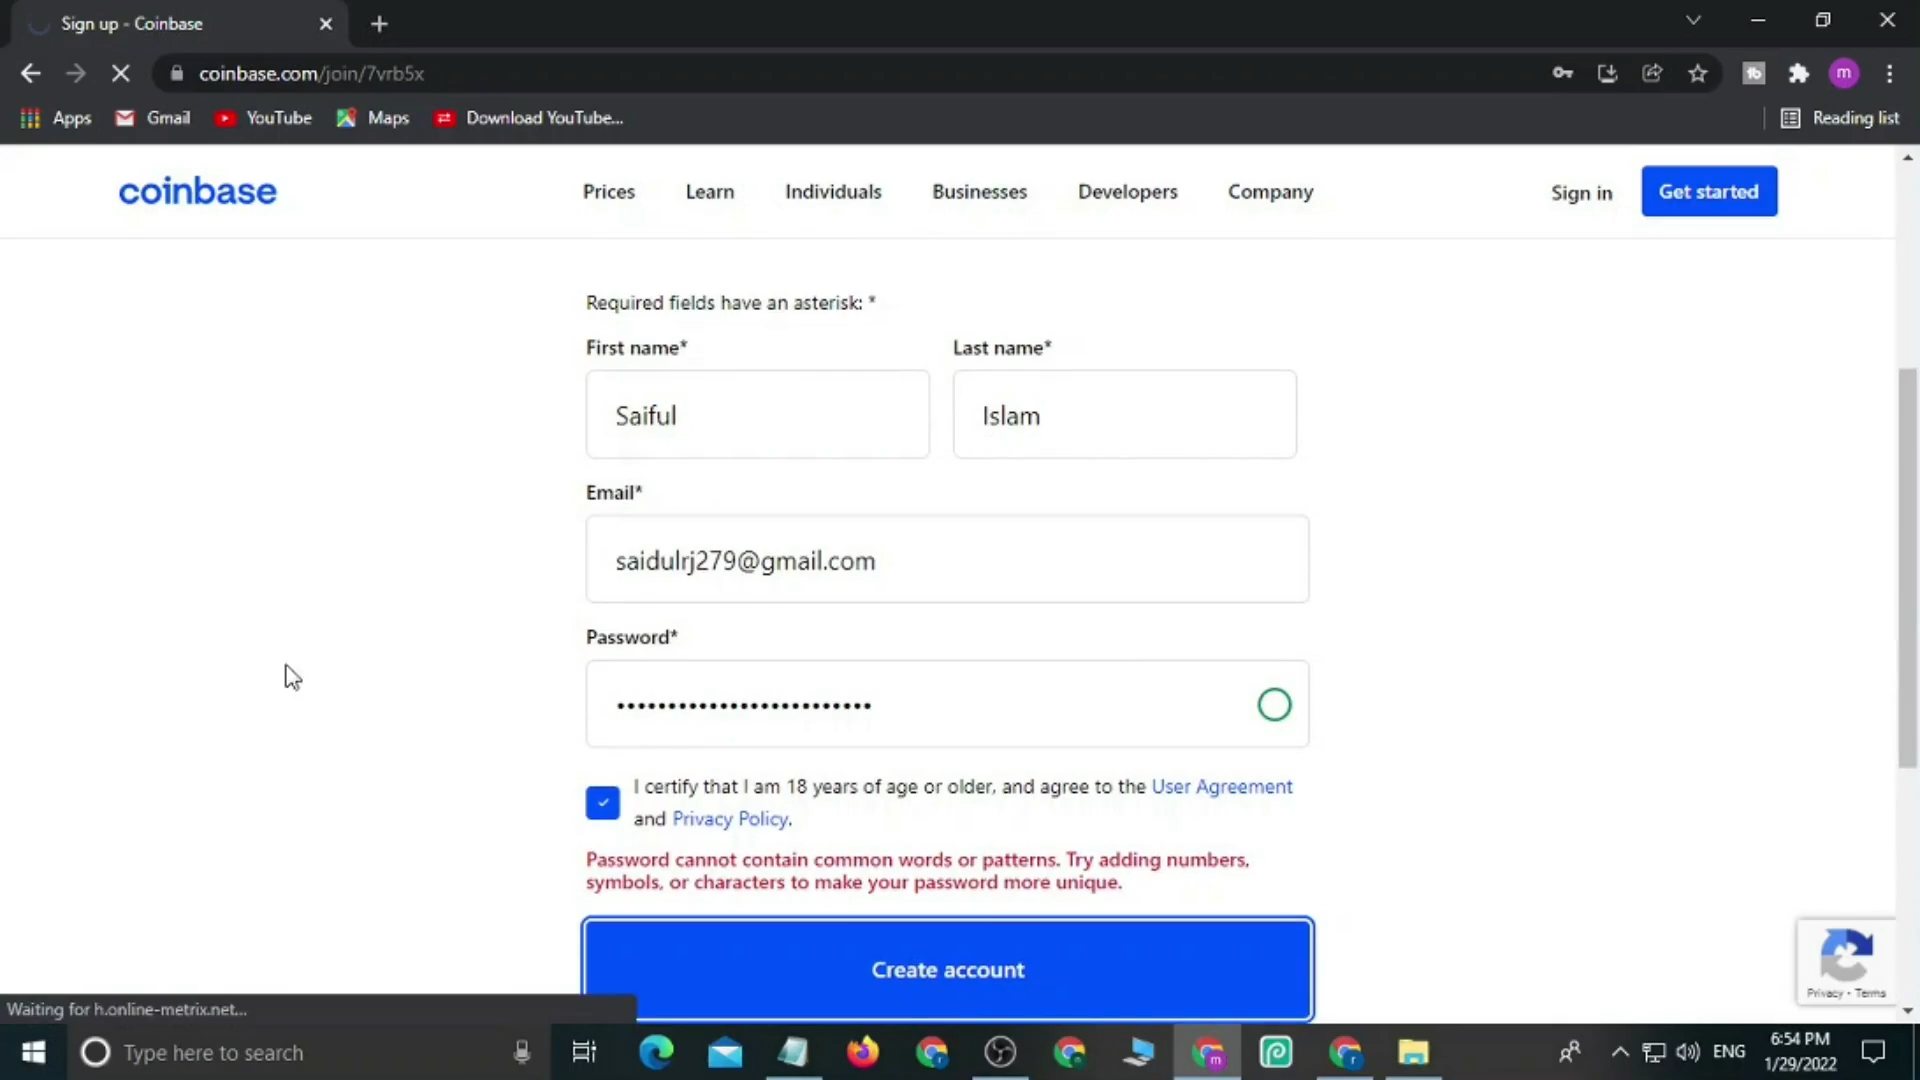 Sign up - Coinbase
coinbase.com/join/7vrb5x
m
Apps Gmail YouTube Maps Download YouTube... Reading list
coinbase Prices Learn Individuals Businesses Developers Company Sign in Get started
Required fields have an asterisk: *
First name* Last name*
Saiful Islam
Email*
saidulrj279@gmail.com
Password*
•••••••••••••••••••••••••
I certify that I am 18 years of age or older, and agree to the User Agreement
and Privacy Policy.
Password cannot contain common words or patterns. Try adding numbers,
symbols, or characters to make your password more unique.
Create account
Privacy - Terms
Waiting for h.online-metrix.net...
Type here to search
ENG
6:54 PM
1/29/2022